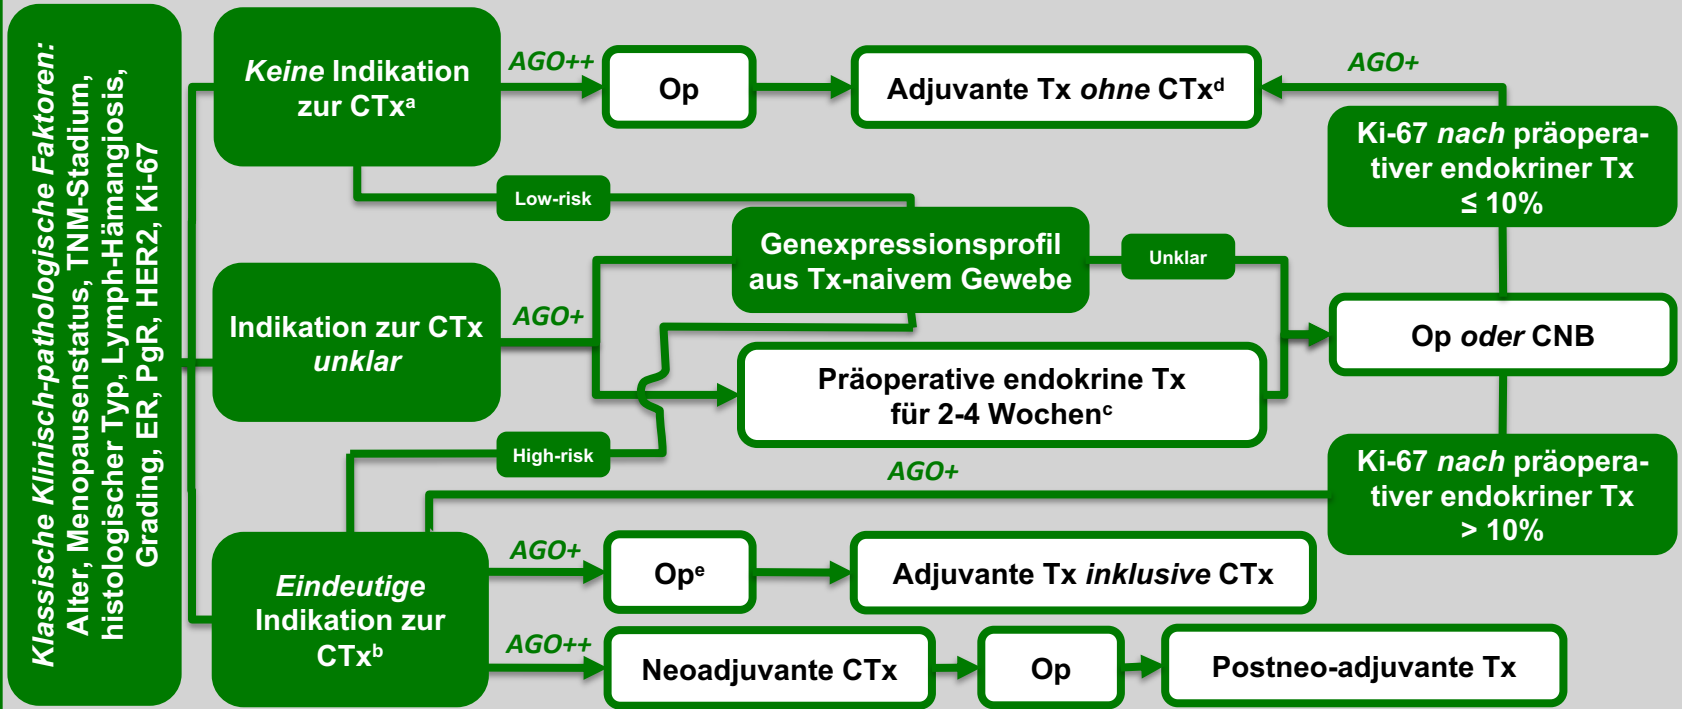 Klassische Klinisch-pathologische Faktoren:
Alter, Menopausenstatus, TNM-Stadium,
histologischer Typ, Lymph-Hämangiosis,
Grading, ER, PgR, HER2, Ki-67
Keine Indikation
zur CTxᵃ
AGO++
Op
Adjuvante Tx ohne CTxᵈ
AGO+
Ki-67 nach präopera-
tiver endokriner Tx
≤ 10%
Low-risk
Genexpressionsprofil
aus Tx-naivem Gewebe
Unklar
Indikation zur CTx
unklar
AGO+
Op oder CNB
Präoperative endokrine Tx
für 2-4 Wochenᶜ
High-risk
AGO+
Ki-67 nach präopera-
tiver endokriner Tx
> 10%
Eindeutige
Indikation zur
CTxᵇ
AGO+
Opᵉ
Adjuvante Tx inklusive CTx
AGO++
Neoadjuvante CTx
Op
Postneo-adjuvante Tx